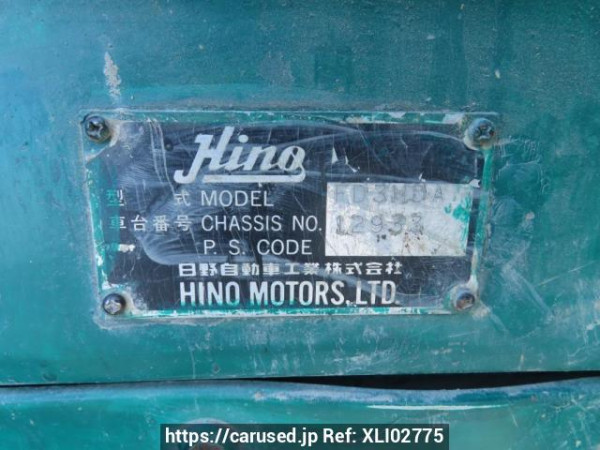 Hino
型 式 MODEL
車台番号 CHASSIS NO. 12933
P. S. CODE
日野自動車工業株式会社
HINO MOTORS, LTD.
https://carused.jp Ref: XLI02775